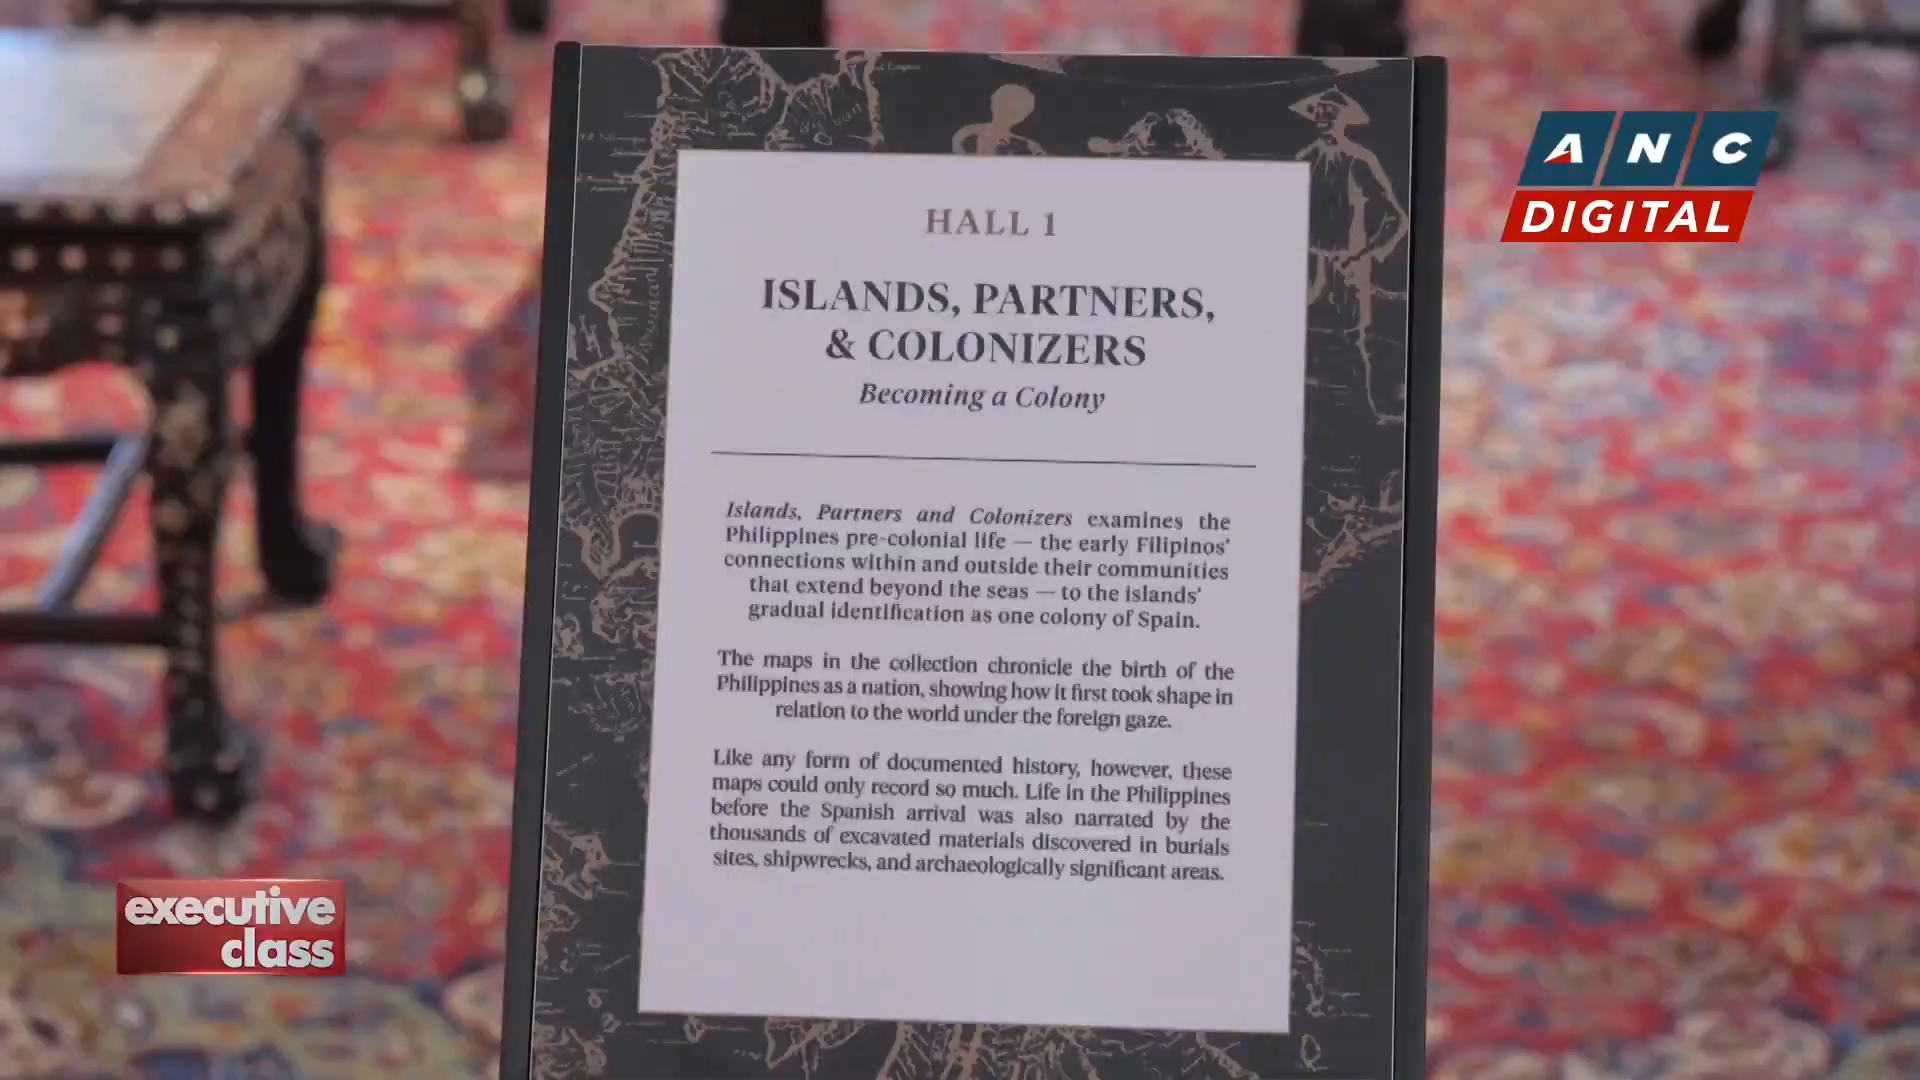 HALL 1
ISLANDS, PARTNERS,
& COLONIZERS
Becoming a Colony
Islands, Partners and Colonizers examines the
Philippines pre-colonial life — the early Filipinos'
connections within and outside their communities
that extend beyond the seas — to the islands'
gradual identification as one colony of Spain.
The maps in the collection chronicle the birth of the
Philippines as a nation, showing how it first took shape in
relation to the world under the foreign gaze.
Like any form of documented history, however, these
maps could only record so much. Life in the Philippines
before the Spanish arrival was also narrated by the
thousands of excavated materials discovered in burials
sites, shipwrecks, and archaeologically significant areas.
ANC
DIGITAL
executive
class